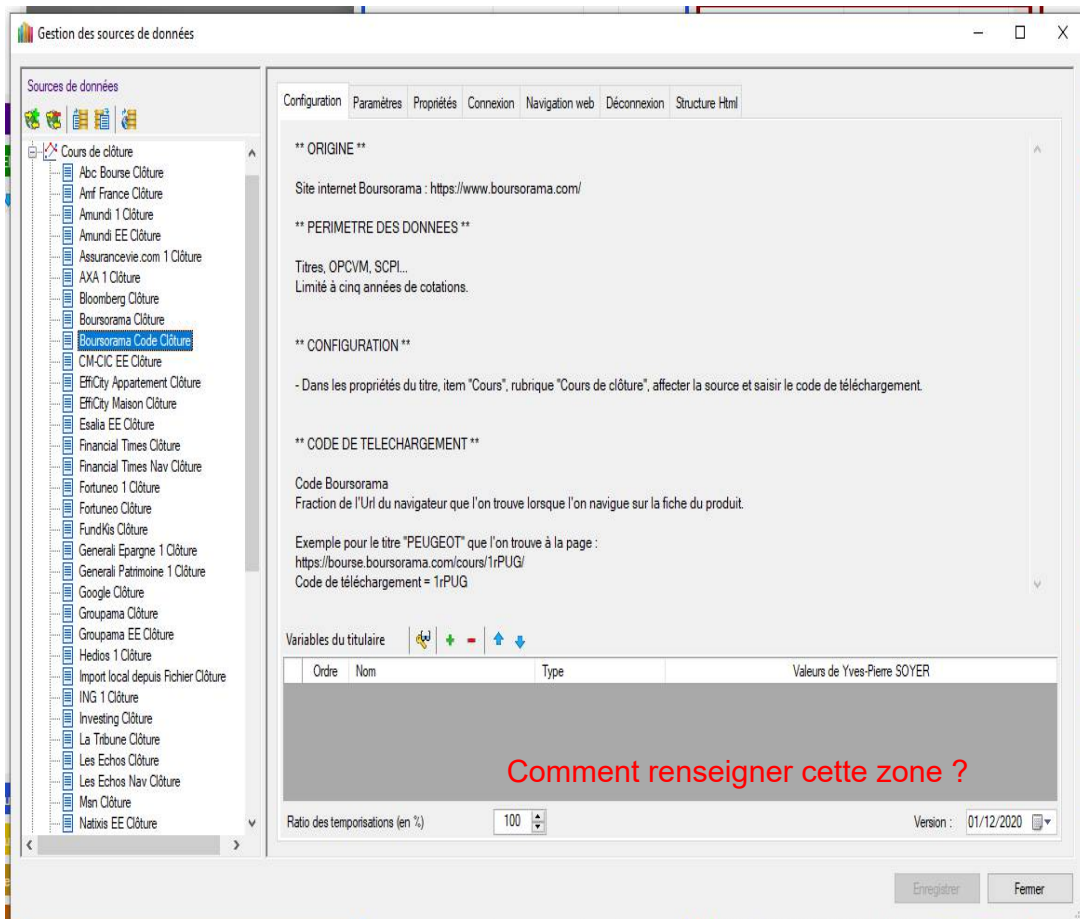 Gestion des sources de données
Sources de données
Cours de clôture
Abc Bourse Clôture
Amf France Clôture
Amundi 1 Clôture
Amundi EE Clôture
Assurancevie.com 1 Clôture
AXA 1 Clôture
Bloomberg Clôture
Boursorama Clôture
Boursorama Code Clôture
CM-CIC EE Clôture
EffiCity Appartement Clôture
EffiCity Maison Clôture
Esalia EE Clôture
Financial Times Clôture
Financial Times Nav Clôture
Fortuneo 1 Clôture
Fortuneo Clôture
FundKis Clôture
Generali Epargne 1 Clôture
Generali Patrimoine 1 Clôture
Google Clôture
Groupama Clôture
Groupama EE Clôture
Hedios 1 Clôture
Import local depuis Fichier Clôture
ING 1 Clôture
Investing Clôture
La Tribune Clôture
Les Echos Clôture
Les Echos Nav Clôture
Msn Clôture
Natixis EE Clôture
Configuration Paramètres Propriétés Connexion Navigation web Déconnexion Structure Html
** ORIGINE **
Site internet Boursorama : https://www.boursorama.com/
** PERIMETRE DES DONNEES **
Titres, OPCVM, SCPI...
Limité à cinq années de cotations.
** CONFIGURATION **
- Dans les propriétés du titre, item "Cours", rubrique "Cours de clôture", affecter la source et saisir le code de téléchargement.
** CODE DE TELECHARGEMENT **
Code Boursorama
Fraction de l'Url du navigateur que l'on trouve lorsque l'on navigue sur la fiche du produit.
Exemple pour le titre "PEUGEOT" que l'on trouve à la page :
https://bourse.boursorama.com/cours/1rPUG/
Code de téléchargement = 1rPUG
Variables du titulaire
Ordre Nom Type Valeurs de Yves-Pierre SOYER
Comment renseigner cette zone ?
Ratio des temporisations (en %) 100 Version : 01/12/2020
Enregistrer Fermer